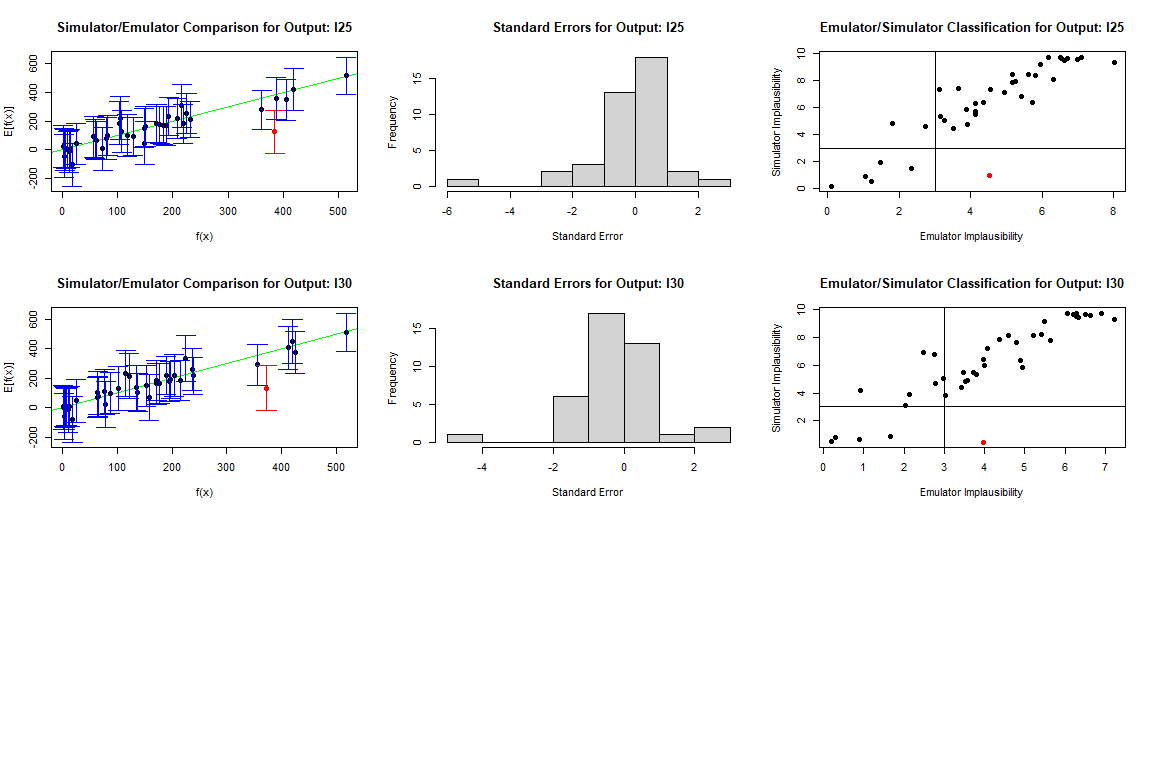 Simulator/Emulator Comparison for Output: I25
E[f(x)]
-200 0 200 400 600
0 100 200 300 400 500
f(x)
Standard Errors for Output: I25
Frequency
0 5 10 15
-6 -4 -2 0 2
Standard Error
Emulator/Simulator Classification for Output: I25
Simulator Implausibility
0 2 4 6 8 10
0 2 4 6 8
Emulator Implausibility
Simulator/Emulator Comparison for Output: I30
E[f(x)]
-200 0 200 400 600
0 100 200 300 400 500
f(x)
Standard Errors for Output: I30
Frequency
0 5 10 15
-4 -2 0 2
Standard Error
Emulator/Simulator Classification for Output: I30
Simulator Implausibility
2 4 6 8 10
0 1 2 3 4 5 6 7
Emulator Implausibility